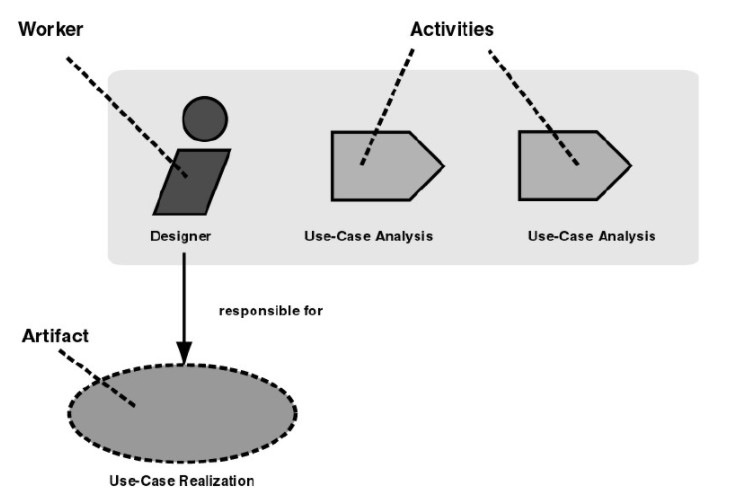 Worker
Activities
Designer
Use-Case Analysis
Use-Case Analysis
responsible for
Artifact
Use-Case Realization